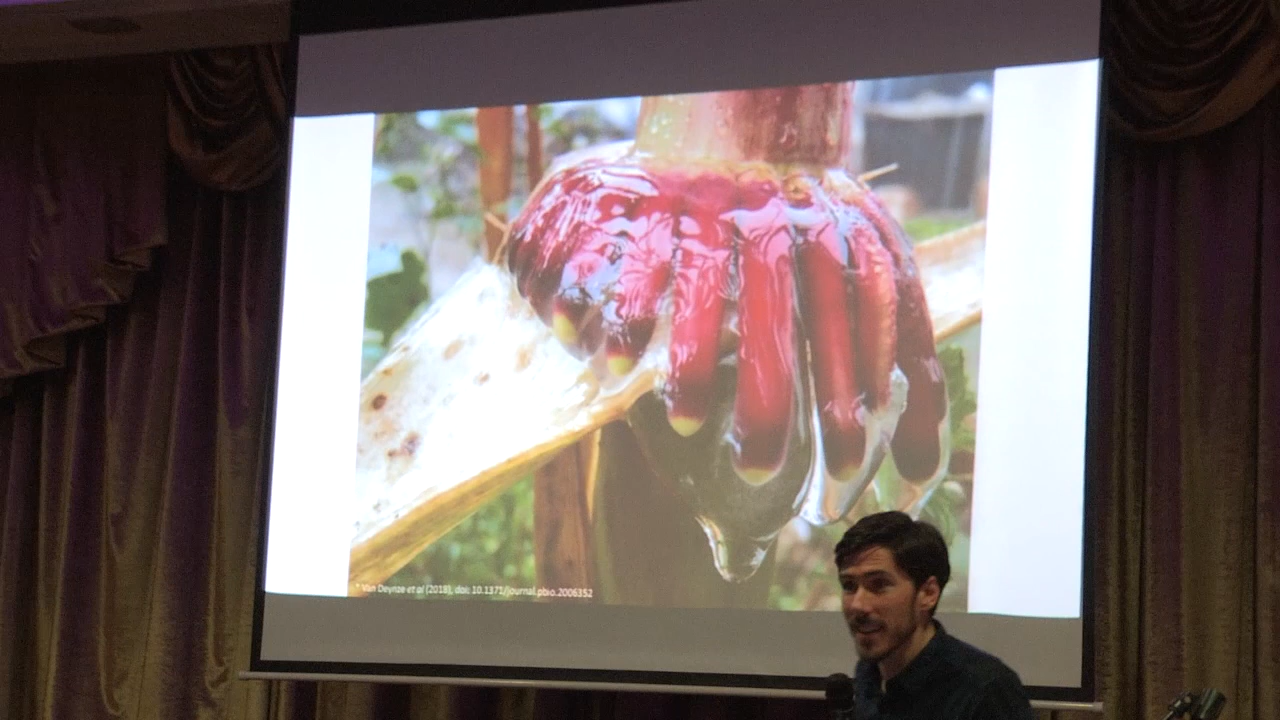 * Van Deynze et al (2018), doi: 10.1371/journal.pbio.2006352